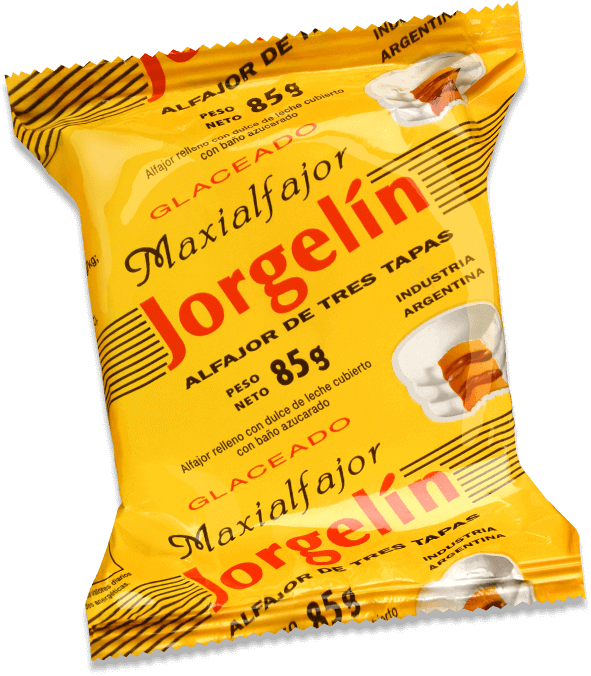 INDUSTRIA
ARGENTINA
Jorgelín
ALFAJOR DE TRES
PESO
NETO 85g
Alfajor relleno con dulce de leche cubierto
con baño azucarado
GLACEADO
Maxialfajor
Jorgelín
ALFAJOR DE TRES TAPAS
INDUSTRIA
ARGENTINA
PESO
NETO 85g
Alfajor relleno con dulce de leche cubierto
con baño azucarado
GLACEADO
Maxialfajor
Jorgelín
ALFAJOR DE TRES TAPAS
INDUSTRIA
ARGENTINA
85g